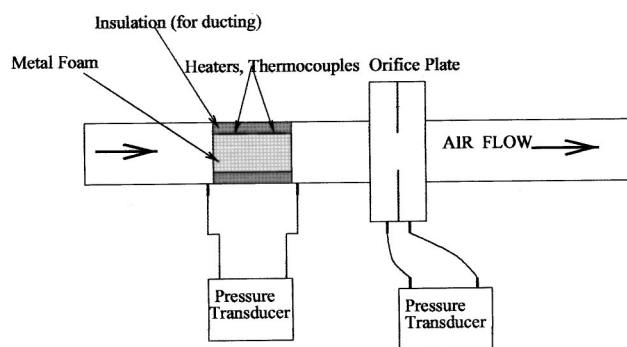 Insulation (for ducting)
Metal Foam
Heaters, Thermocouples
Orifice Plate
AIR FLOW
Pressure
Transducer
Pressure
Transducer